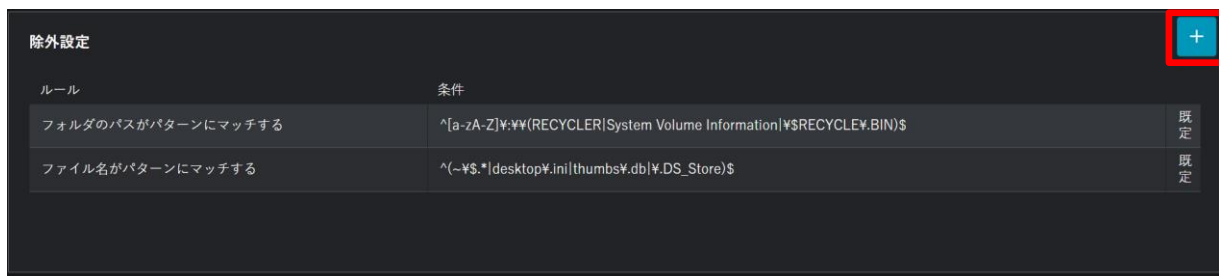 除外設定
+
ルール 条件
フォルダのパスがパターンにマッチする ^[a-zA-Z]¥:¥¥(RECYCLER|System Volume Information|¥$RECYCLE¥.BIN)$ 既定
ファイル名がパターンにマッチする ^(~¥$.*|desktop¥.ini|thumbs¥.db|¥.DS_Store)$ 既定